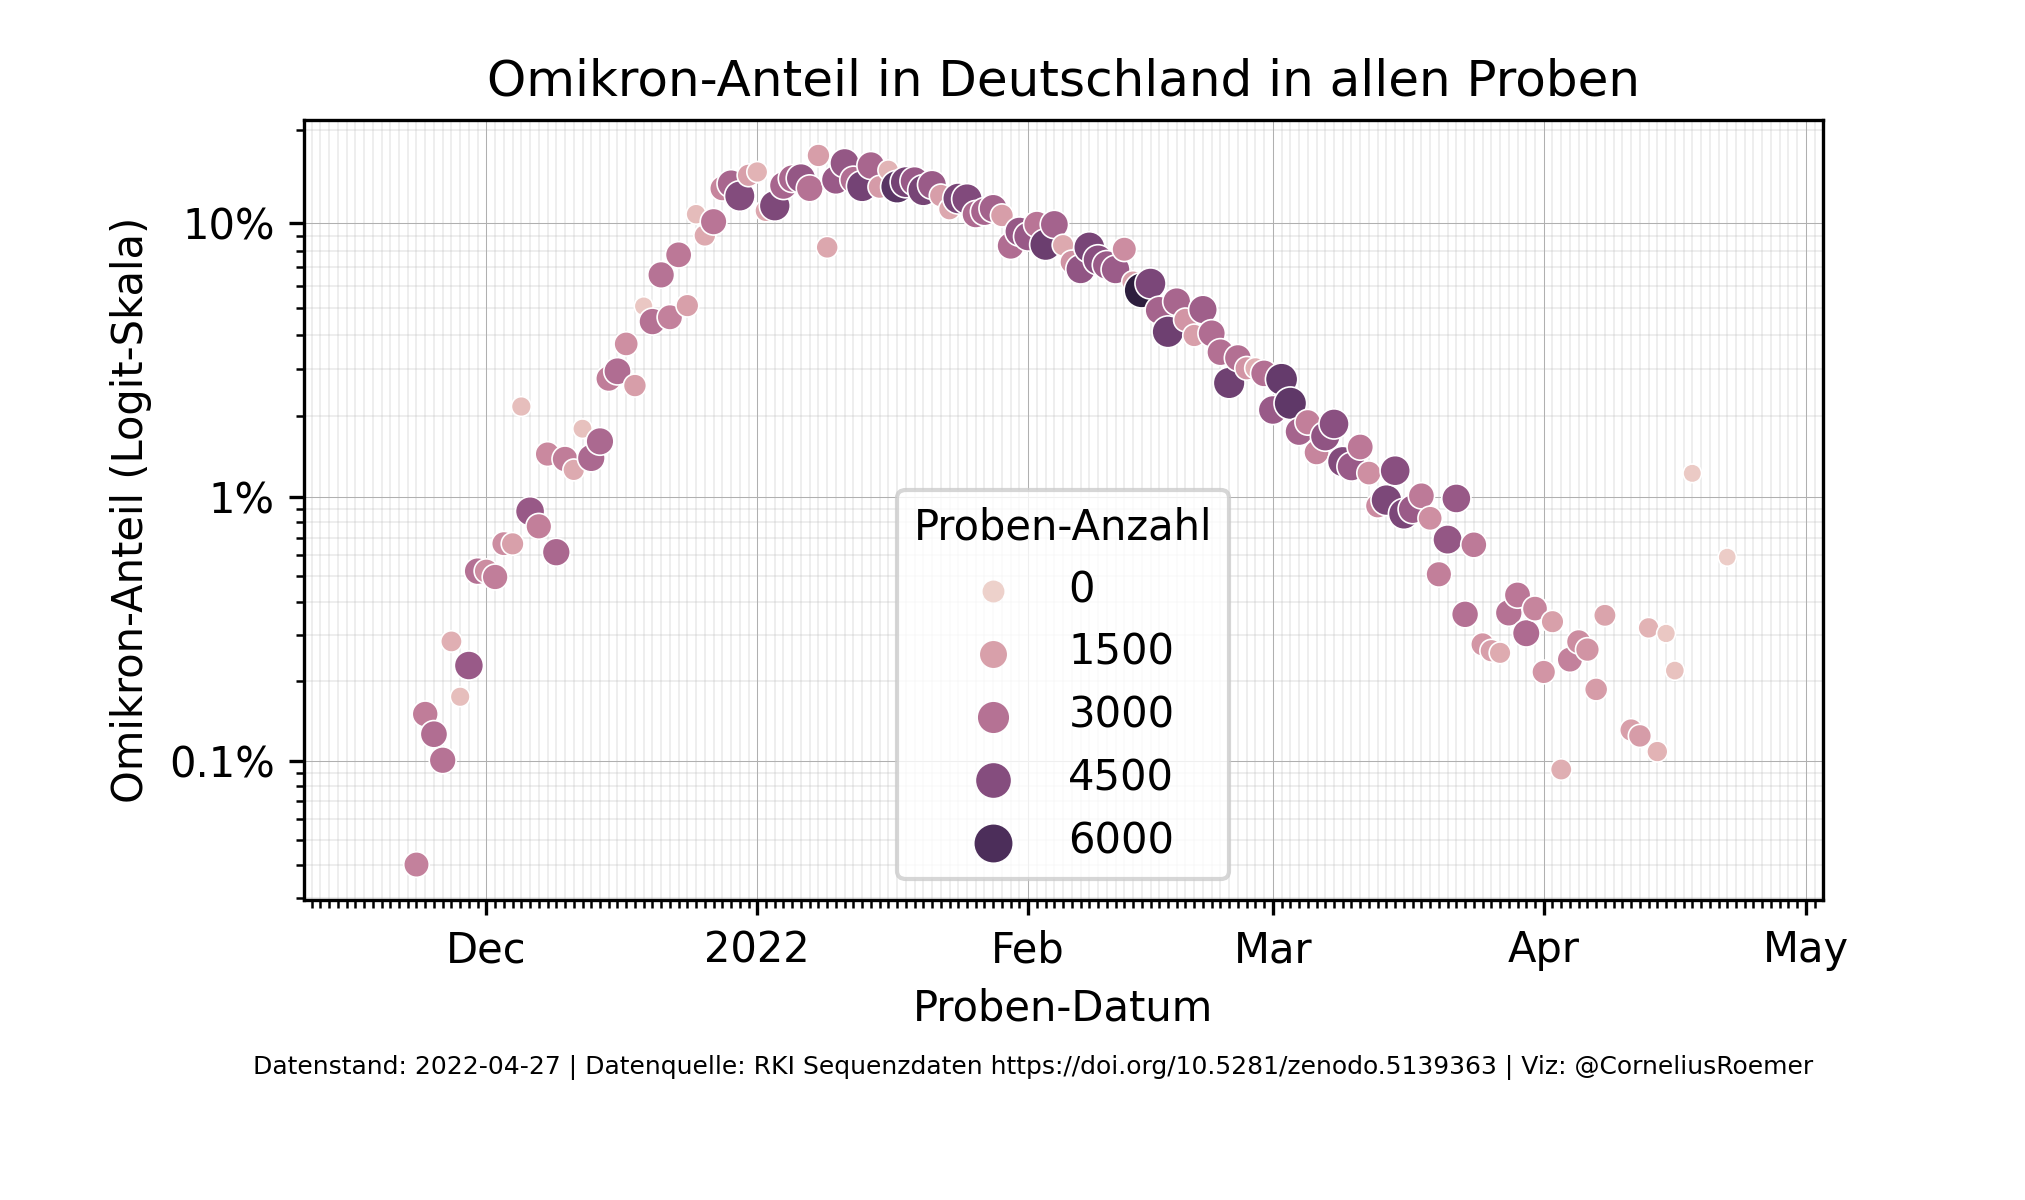 Omikron-Anteil in Deutschland in allen Proben
Omikron-Anteil (Logit-Skala)
10%
1%
0.1%
Proben-Anzahl
0
1500
3000
4500
6000
Dec 2022 Feb Mar Apr May
Proben-Datum
Datenstand: 2022-04-27 | Datenquelle: RKI Sequenzdaten https://doi.org/10.5281/zenodo.5139363 | Viz: @CorneliusRoemer